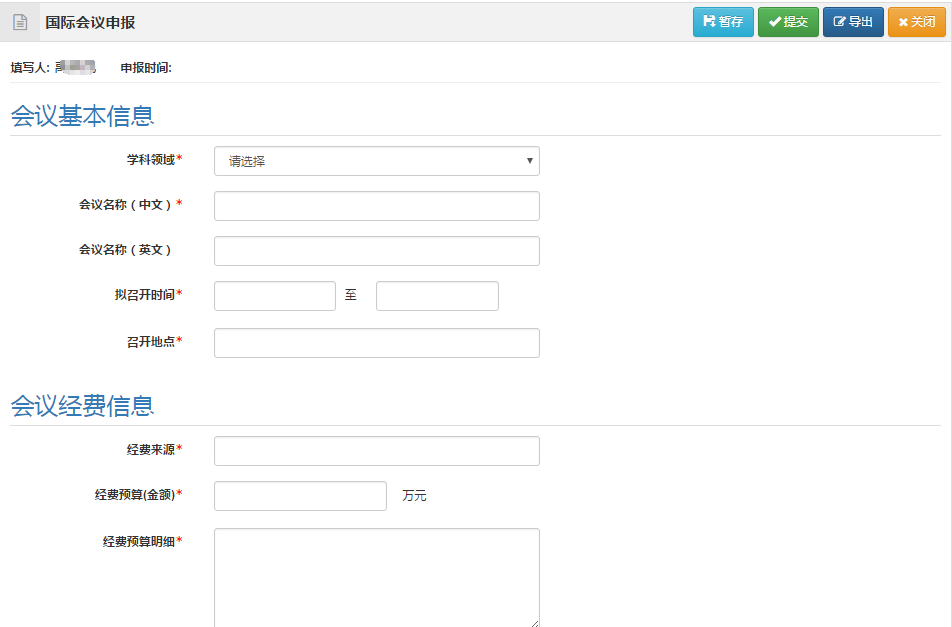 国际会议申报 暂存 提交 导出 关闭
填写人: 申报时间:
会议基本信息
学科领域* 请选择
会议名称（中文）*
会议名称（英文）
拟召开时间* 至
召开地点*
会议经费信息
经费来源*
经费预算(金额)* 万元
经费预算明细*